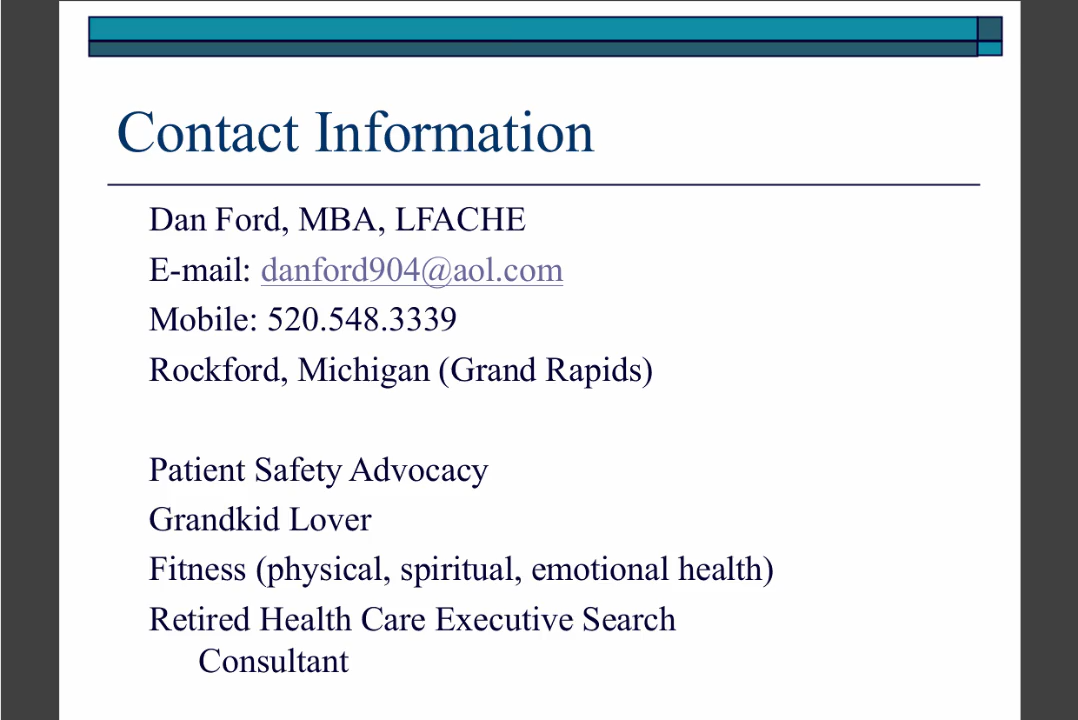 Contact Information
Dan Ford, MBA, LFACHE
E-mail: danford904@aol.com
Mobile: 520.548.3339
Rockford, Michigan (Grand Rapids)
Patient Safety Advocacy
Grandkid Lover
Fitness (physical, spiritual, emotional health)
Retired Health Care Executive Search
Consultant